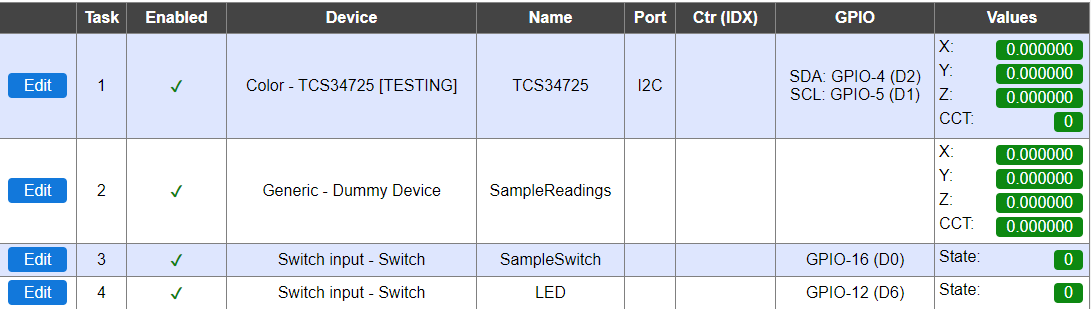 Task Enabled Device Name Port Ctr (IDX) GPIO Values
Edit 1 ✓ Color - TCS34725 [TESTING] TCS34725 I2C SDA: GPIO-4 (D2)
SCL: GPIO-5 (D1) X: 0.000000
Y: 0.000000
Z: 0.000000
CCT: 0
Edit 2 ✓ Generic - Dummy Device SampleReadings X: 0.000000
Y: 0.000000
Z: 0.000000
CCT: 0.000000
Edit 3 ✓ Switch input - Switch SampleSwitch GPIO-16 (D0) State: 0
Edit 4 ✓ Switch input - Switch LED GPIO-12 (D6) State: 0